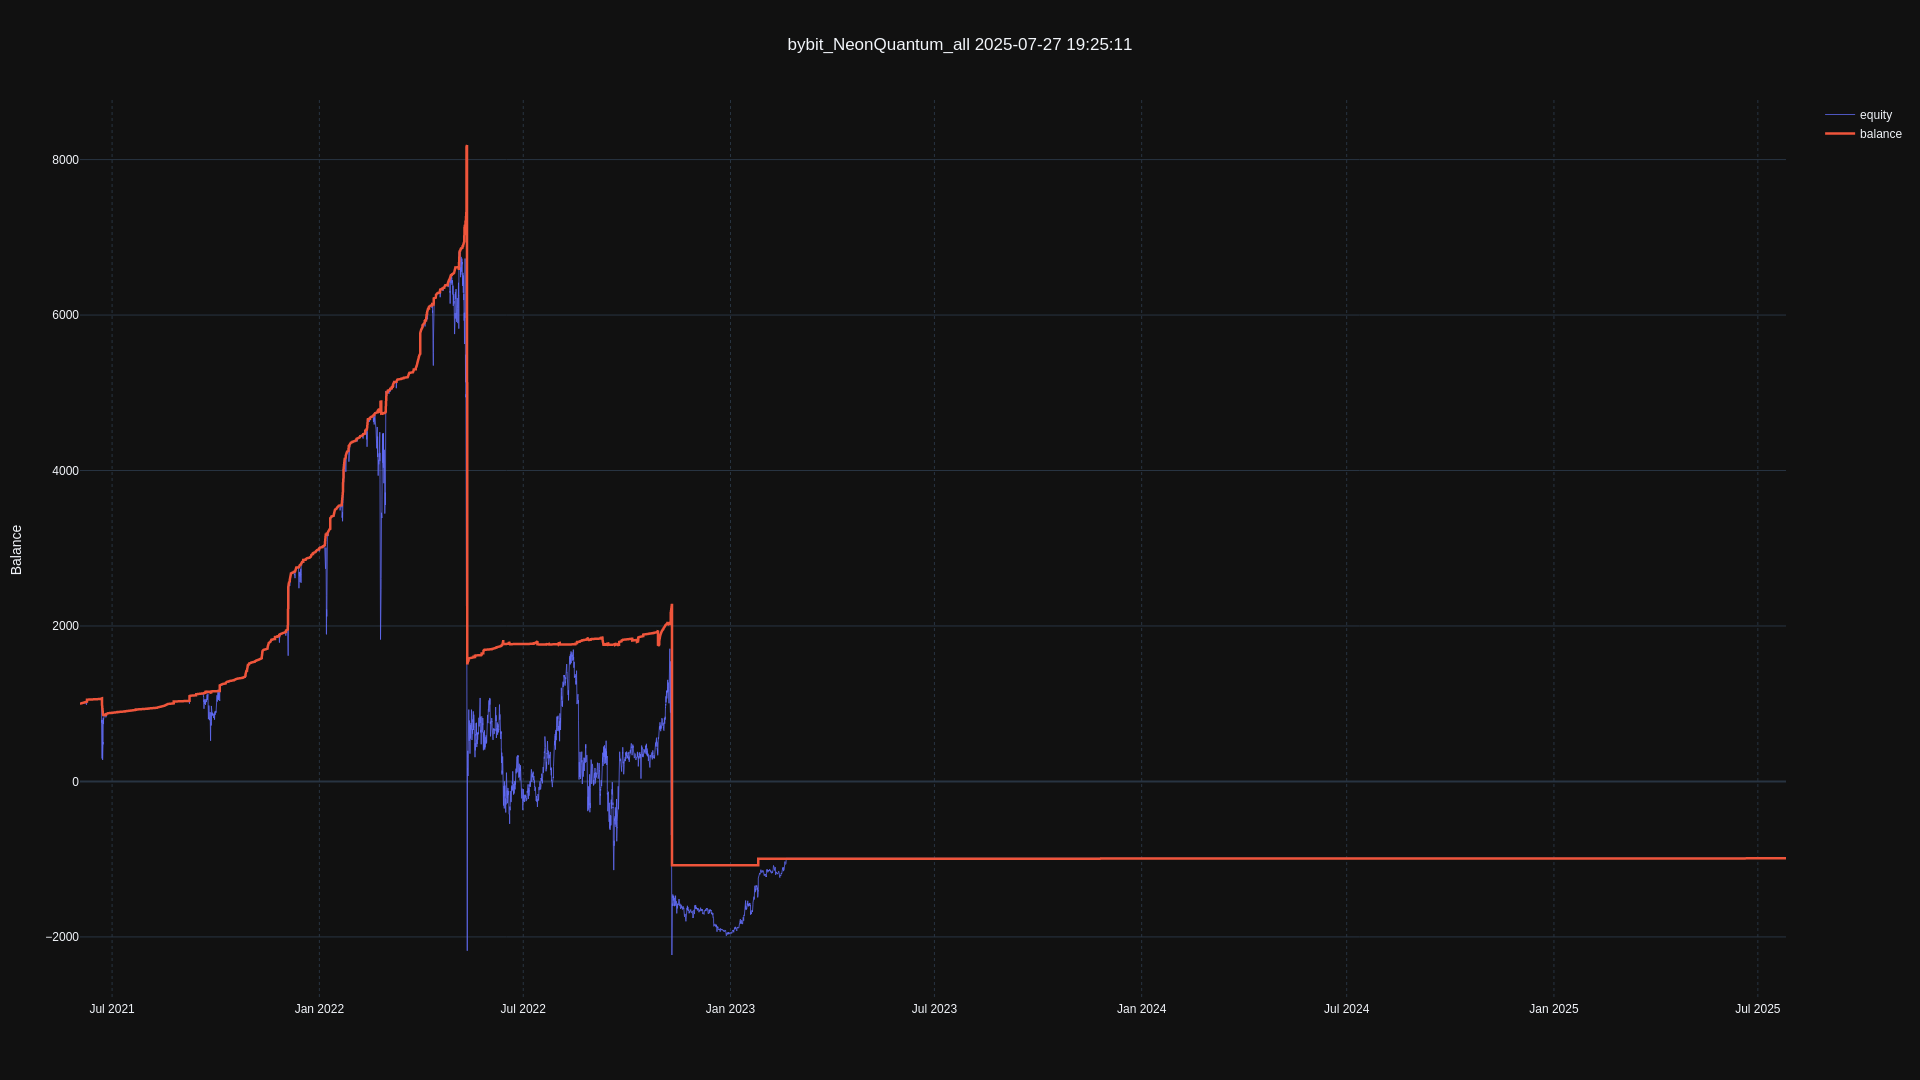 bybit_NeonQuantum_all 2025-07-27 19:25:11
equity
balance
8000
6000
4000
2000
0
−2000
Balance
Jul 2021
Jan 2022
Jul 2022
Jan 2023
Jul 2023
Jan 2024
Jul 2024
Jan 2025
Jul 2025